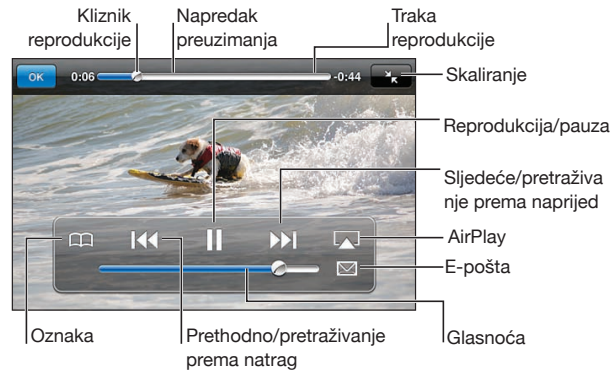 Kliznik
reprodukcije
Napredak
preuzimanja
Traka
reprodukcije
OK
0:06
-0:44
Skaliranje
Reprodukcija/pauza
Sljedeće/pretraživa
nje prema naprijed
AirPlay
E-pošta
Oznaka
Prethodno/pretraživanje
prema natrag
Glasnoća